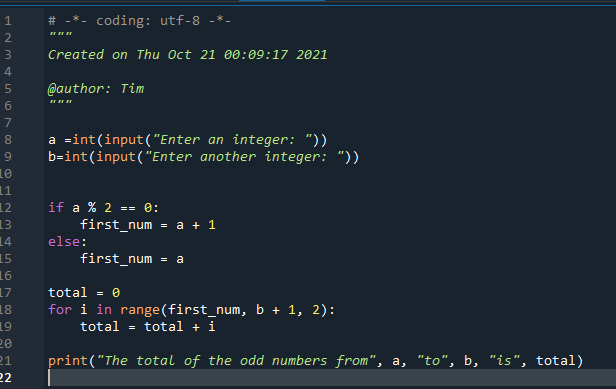 1 # -*- coding: utf-8 -*-
2 """
3 Created on Thu Oct 21 00:09:17 2021
4
5 @author: Tim
6 """
7
8 a =int(input("Enter an integer: "))
9 b=int(input("Enter another integer: "))
10
11
12 if a % 2 == 0:
13     first_num = a + 1
14 else:
15     first_num = a
16
17 total = 0
18 for i in range(first_num, b + 1, 2):
19     total = total + i
20
21 print("The total of the odd numbers from", a, "to", b, "is", total)
22